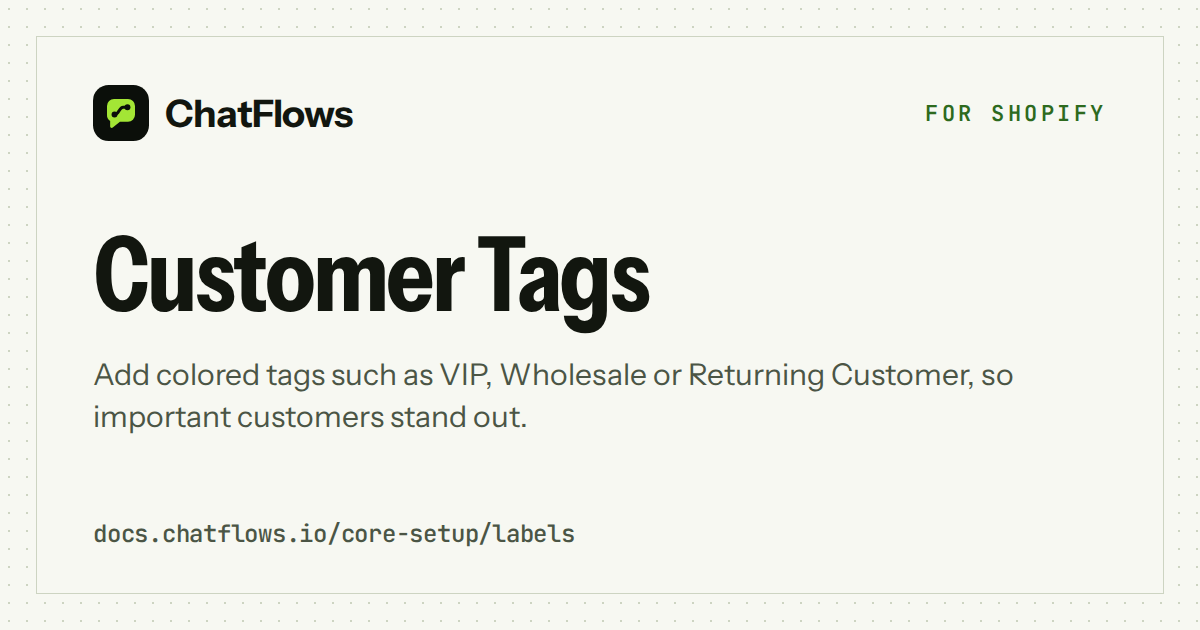 ChatFlows
FOR SHOPIFY
Customer Tags
Add colored tags such as VIP, Wholesale or Returning Customer, so
important customers stand out.
docs.chatflows.io/core-setup/labels